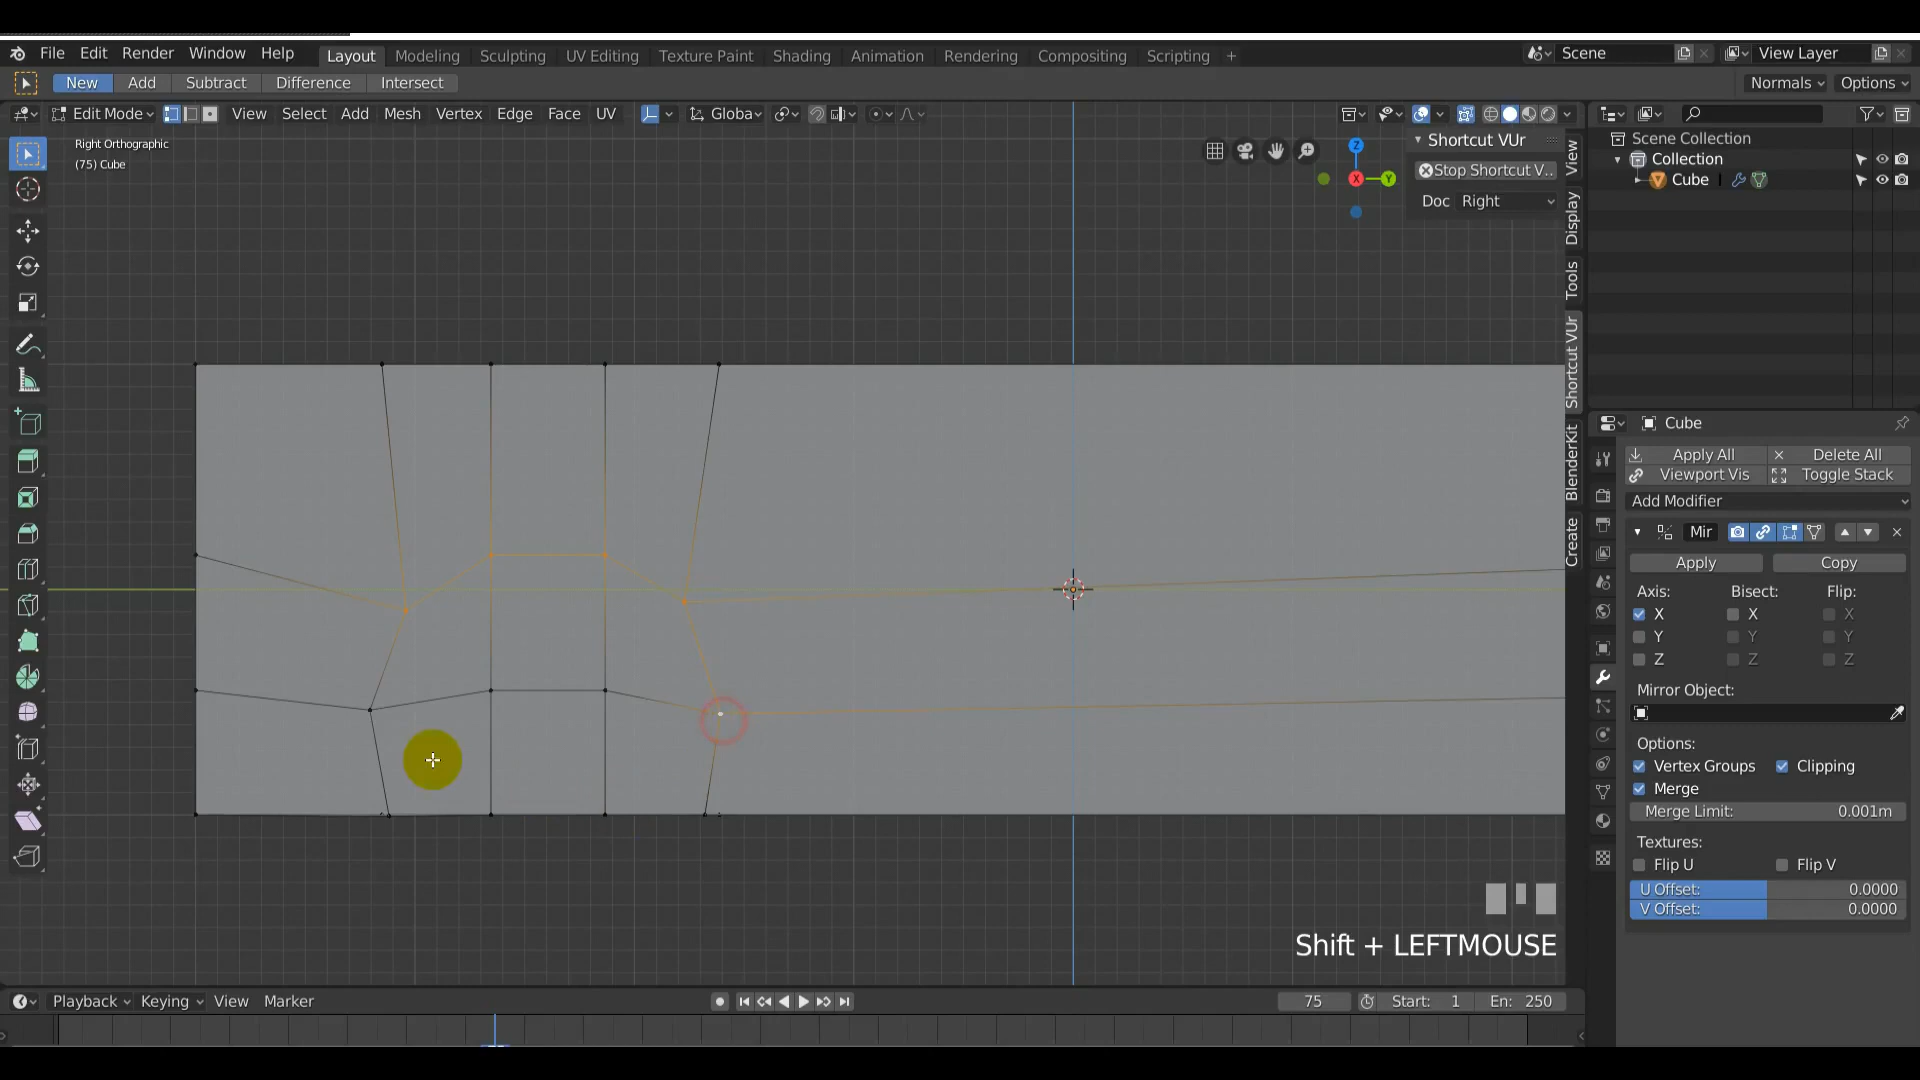 File Edit Render Window Help Layout Modeling Sculpting UV Editing Texture Paint Shading Animation Rendering Compositing Scripting + Scene View Layer
New Add Subtract Difference Intersect Normals Options
Edit Mode View Select Add Mesh Vertex Edge Face UV Globa
Right Orthographic
(75) Cube
Shortcut VUr
Stop Shortcut V..
Doc Right
Z
X
Y
View
Display
Tools
Shortcut VUr
BlenderKit
Create
Scene Collection
Collection
Cube
Cube
Apply All Delete All
Viewport Vis Toggle Stack
Add Modifier
Mir
Apply Copy
Axis: Bisect: Flip:
X X X
Y Y Y
Z Z Z
Mirror Object:
Options:
Vertex Groups Clipping
Merge
Merge Limit: 0.001m
Textures:
Flip U Flip V
U Offset: 0.0000
V Offset: 0.0000
Shift + LEFTMOUSE
Playback Keying View Marker 75 Start: 1 En: 250